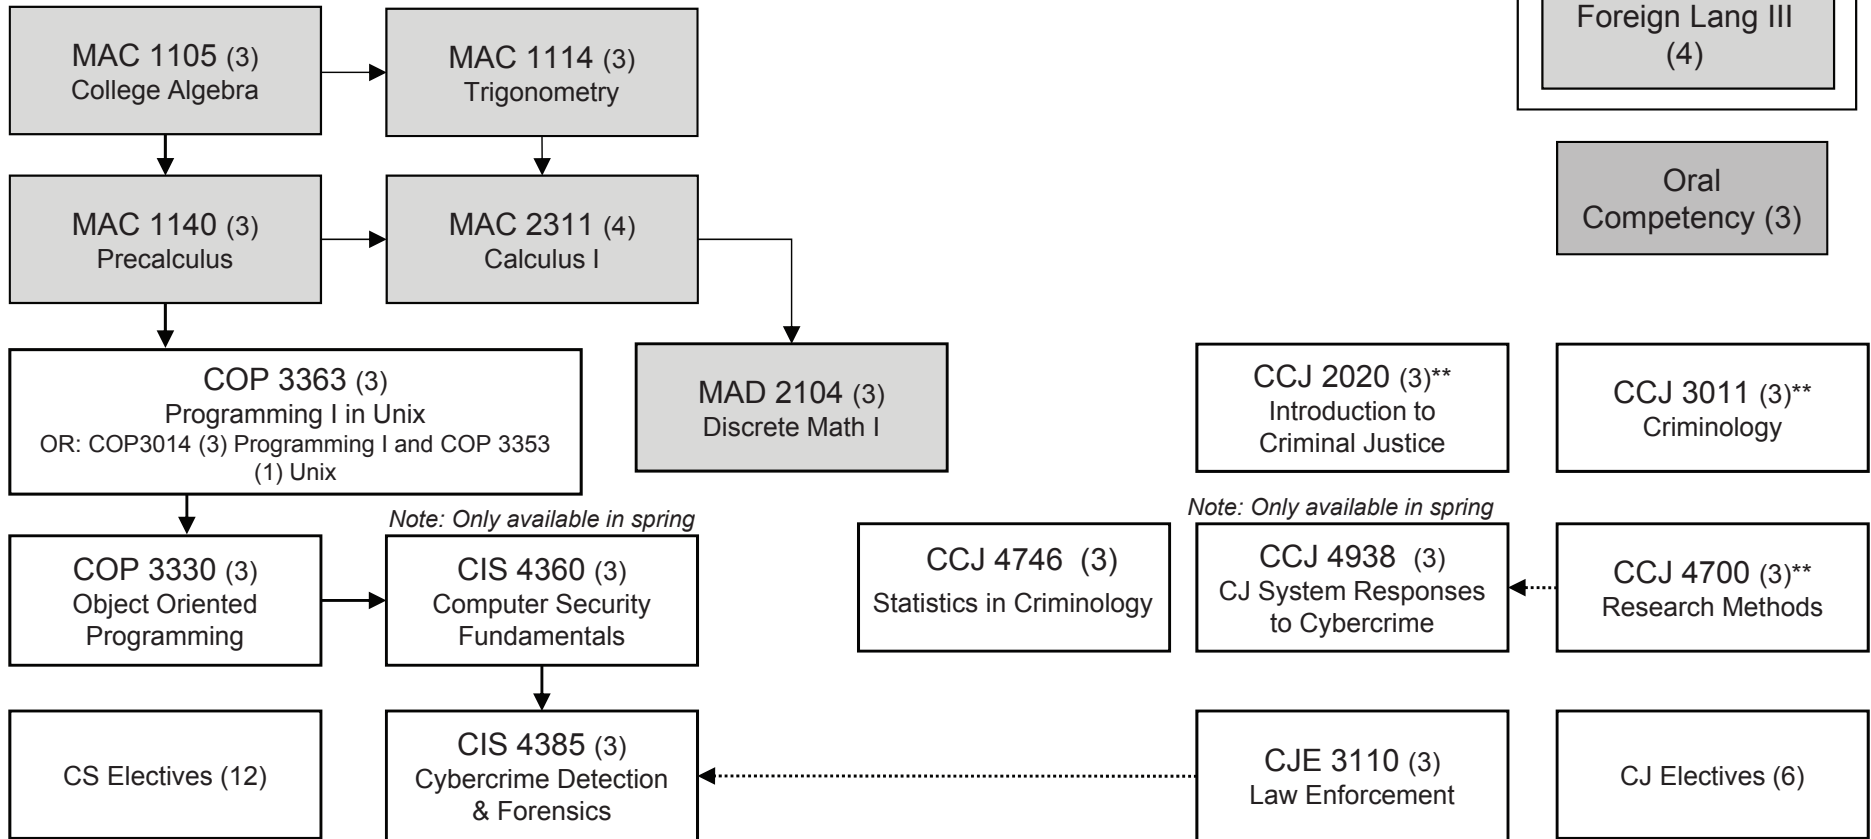 Foreign Lang III
(4)
MAC 1105 (3)
College Algebra
MAC 1114 (3)
Trigonometry
Oral
Competency (3)
MAC 1140 (3)
Precalculus
MAC 2311 (4)
Calculus I
COP 3363 (3)
Programming I in Unix
OR: COP3014 (3) Programming I and COP 3353
(1) Unix
MAD 2104 (3)
Discrete Math I
CCJ 2020 (3)**
Introduction to
Criminal Justice
CCJ 3011 (3)**
Criminology
Note: Only available in spring
Note: Only available in spring
COP 3330 (3)
Object Oriented
Programming
CIS 4360 (3)
Computer Security
Fundamentals
CCJ 4746 (3)
Statistics in Criminology
CCJ 4938 (3)
CJ System Responses
to Cybercrime
CCJ 4700 (3)**
Research Methods
CS Electives (12)
CIS 4385 (3)
Cybercrime Detection
& Forensics
CJE 3110 (3)
Law Enforcement
CJ Electives (6)